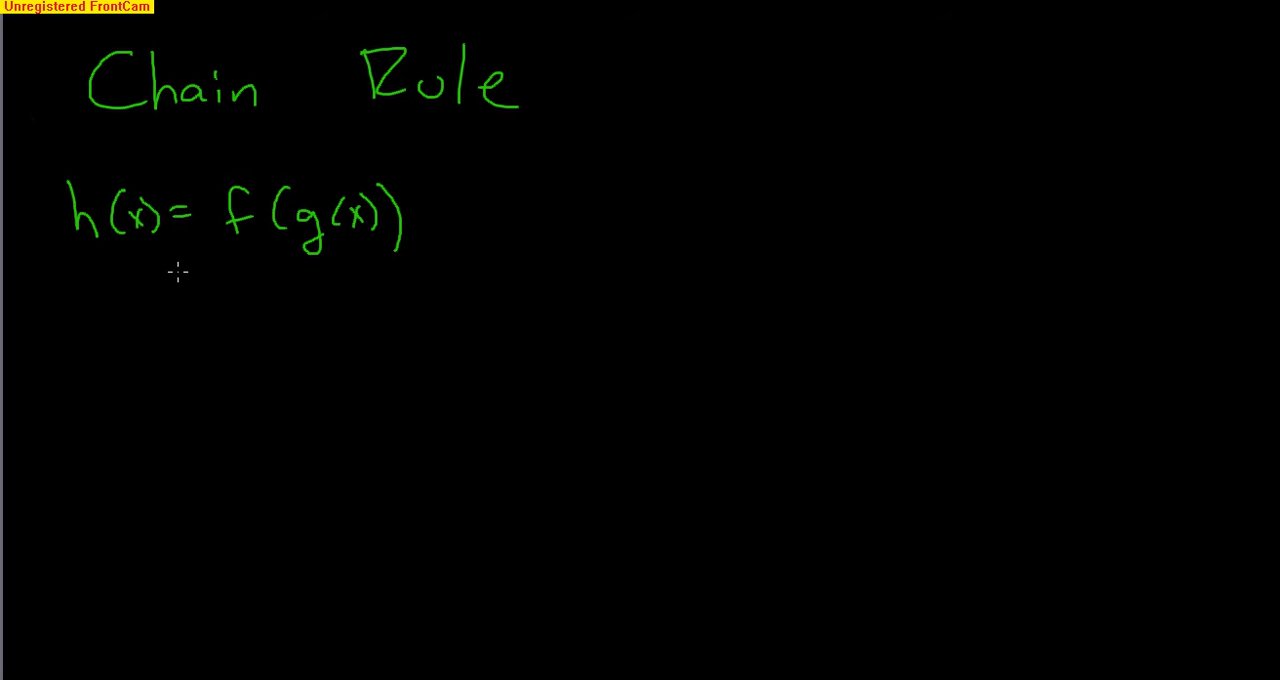 Unregistered FrontCam
Chain Rule
h(x) = f(g(x))